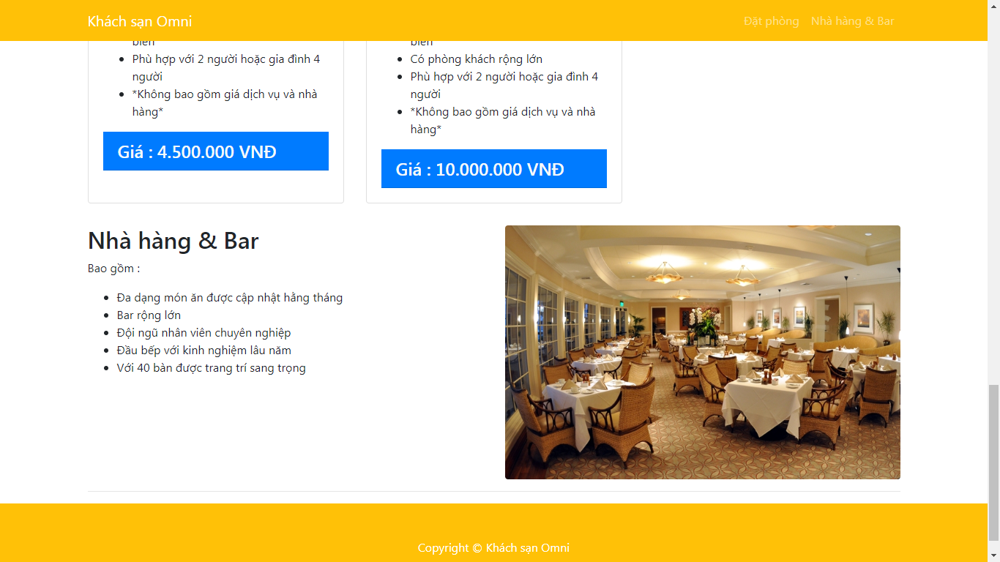 Khách sạn Omni
Đặt phòng
Nhà hàng & Bar
biển
Phù hợp với 2 người hoặc gia đình 4
người
*Không bao gồm giá dịch vụ và nhà
hàng*
Giá : 4.500.000 VNĐ
biển
Có phòng khách rộng lớn
Phù hợp với 2 người hoặc gia đình 4
người
*Không bao gồm giá dịch vụ và nhà
hàng*
Giá : 10.000.000 VNĐ
Nhà hàng & Bar
Bao gồm :
Đa dạng món ăn được cập nhật hằng tháng
Bar rộng lớn
Đội ngũ nhân viên chuyên nghiệp
Đầu bếp với kinh nghiệm lâu năm
Với 40 bàn được trang trí sang trọng
Copyright © Khách sạn Omni